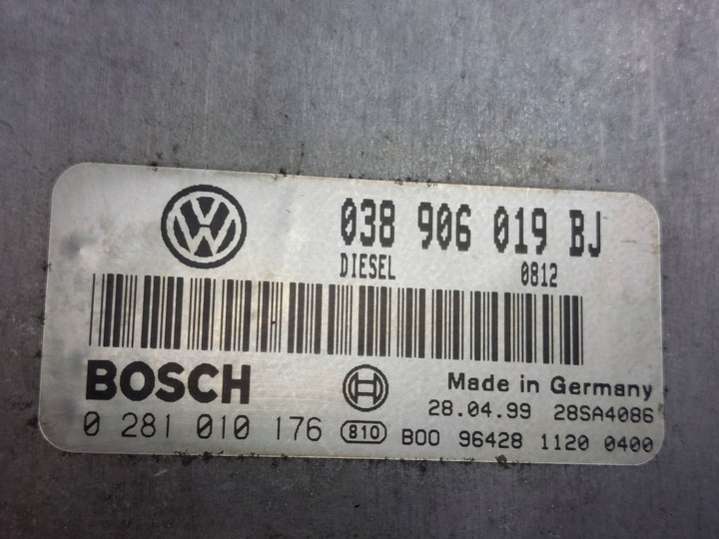 038 906 019 BJ
DIESEL 0812
BOSCH
Made in Germany
28.04.99 28SA4086
0 281 010 176 810 B00 96428 1120 0400